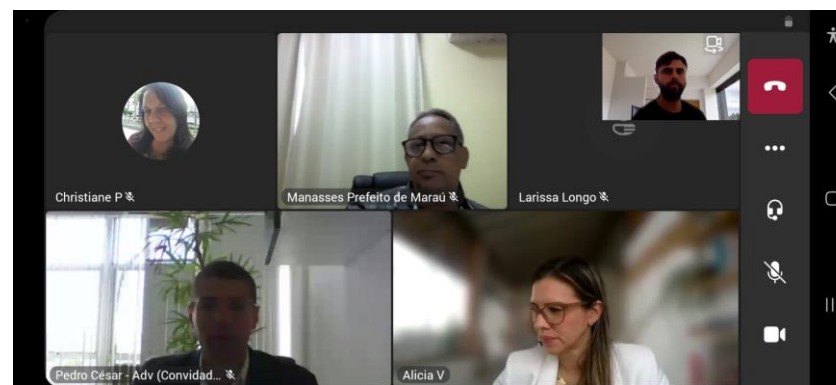 Christiane P
Manasses Prefeito de Maraú
Larissa Longo
Pedro César - Adv (Convidad...
Alicia V